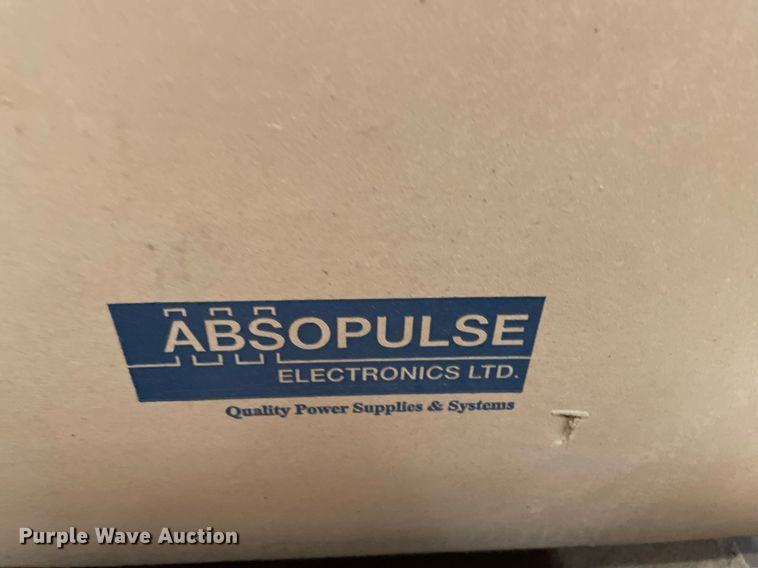 ABSOPULSE
ELECTRONICS LTD.
Quality Power Supplies & Systems
Purple Wave Auction